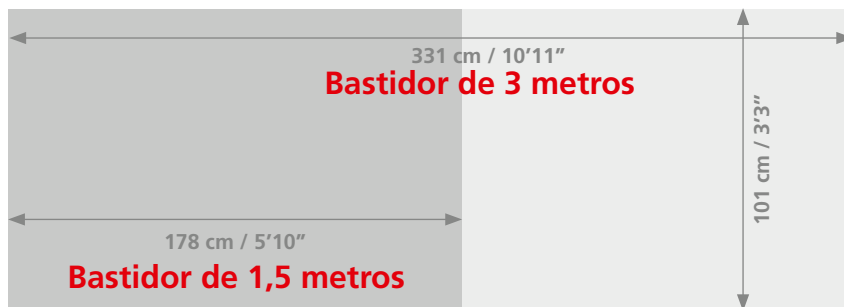 331 cm / 10’11”
Bastidor de 3 metros
101 cm / 3’3”
178 cm / 5’10”
Bastidor de 1,5 metros